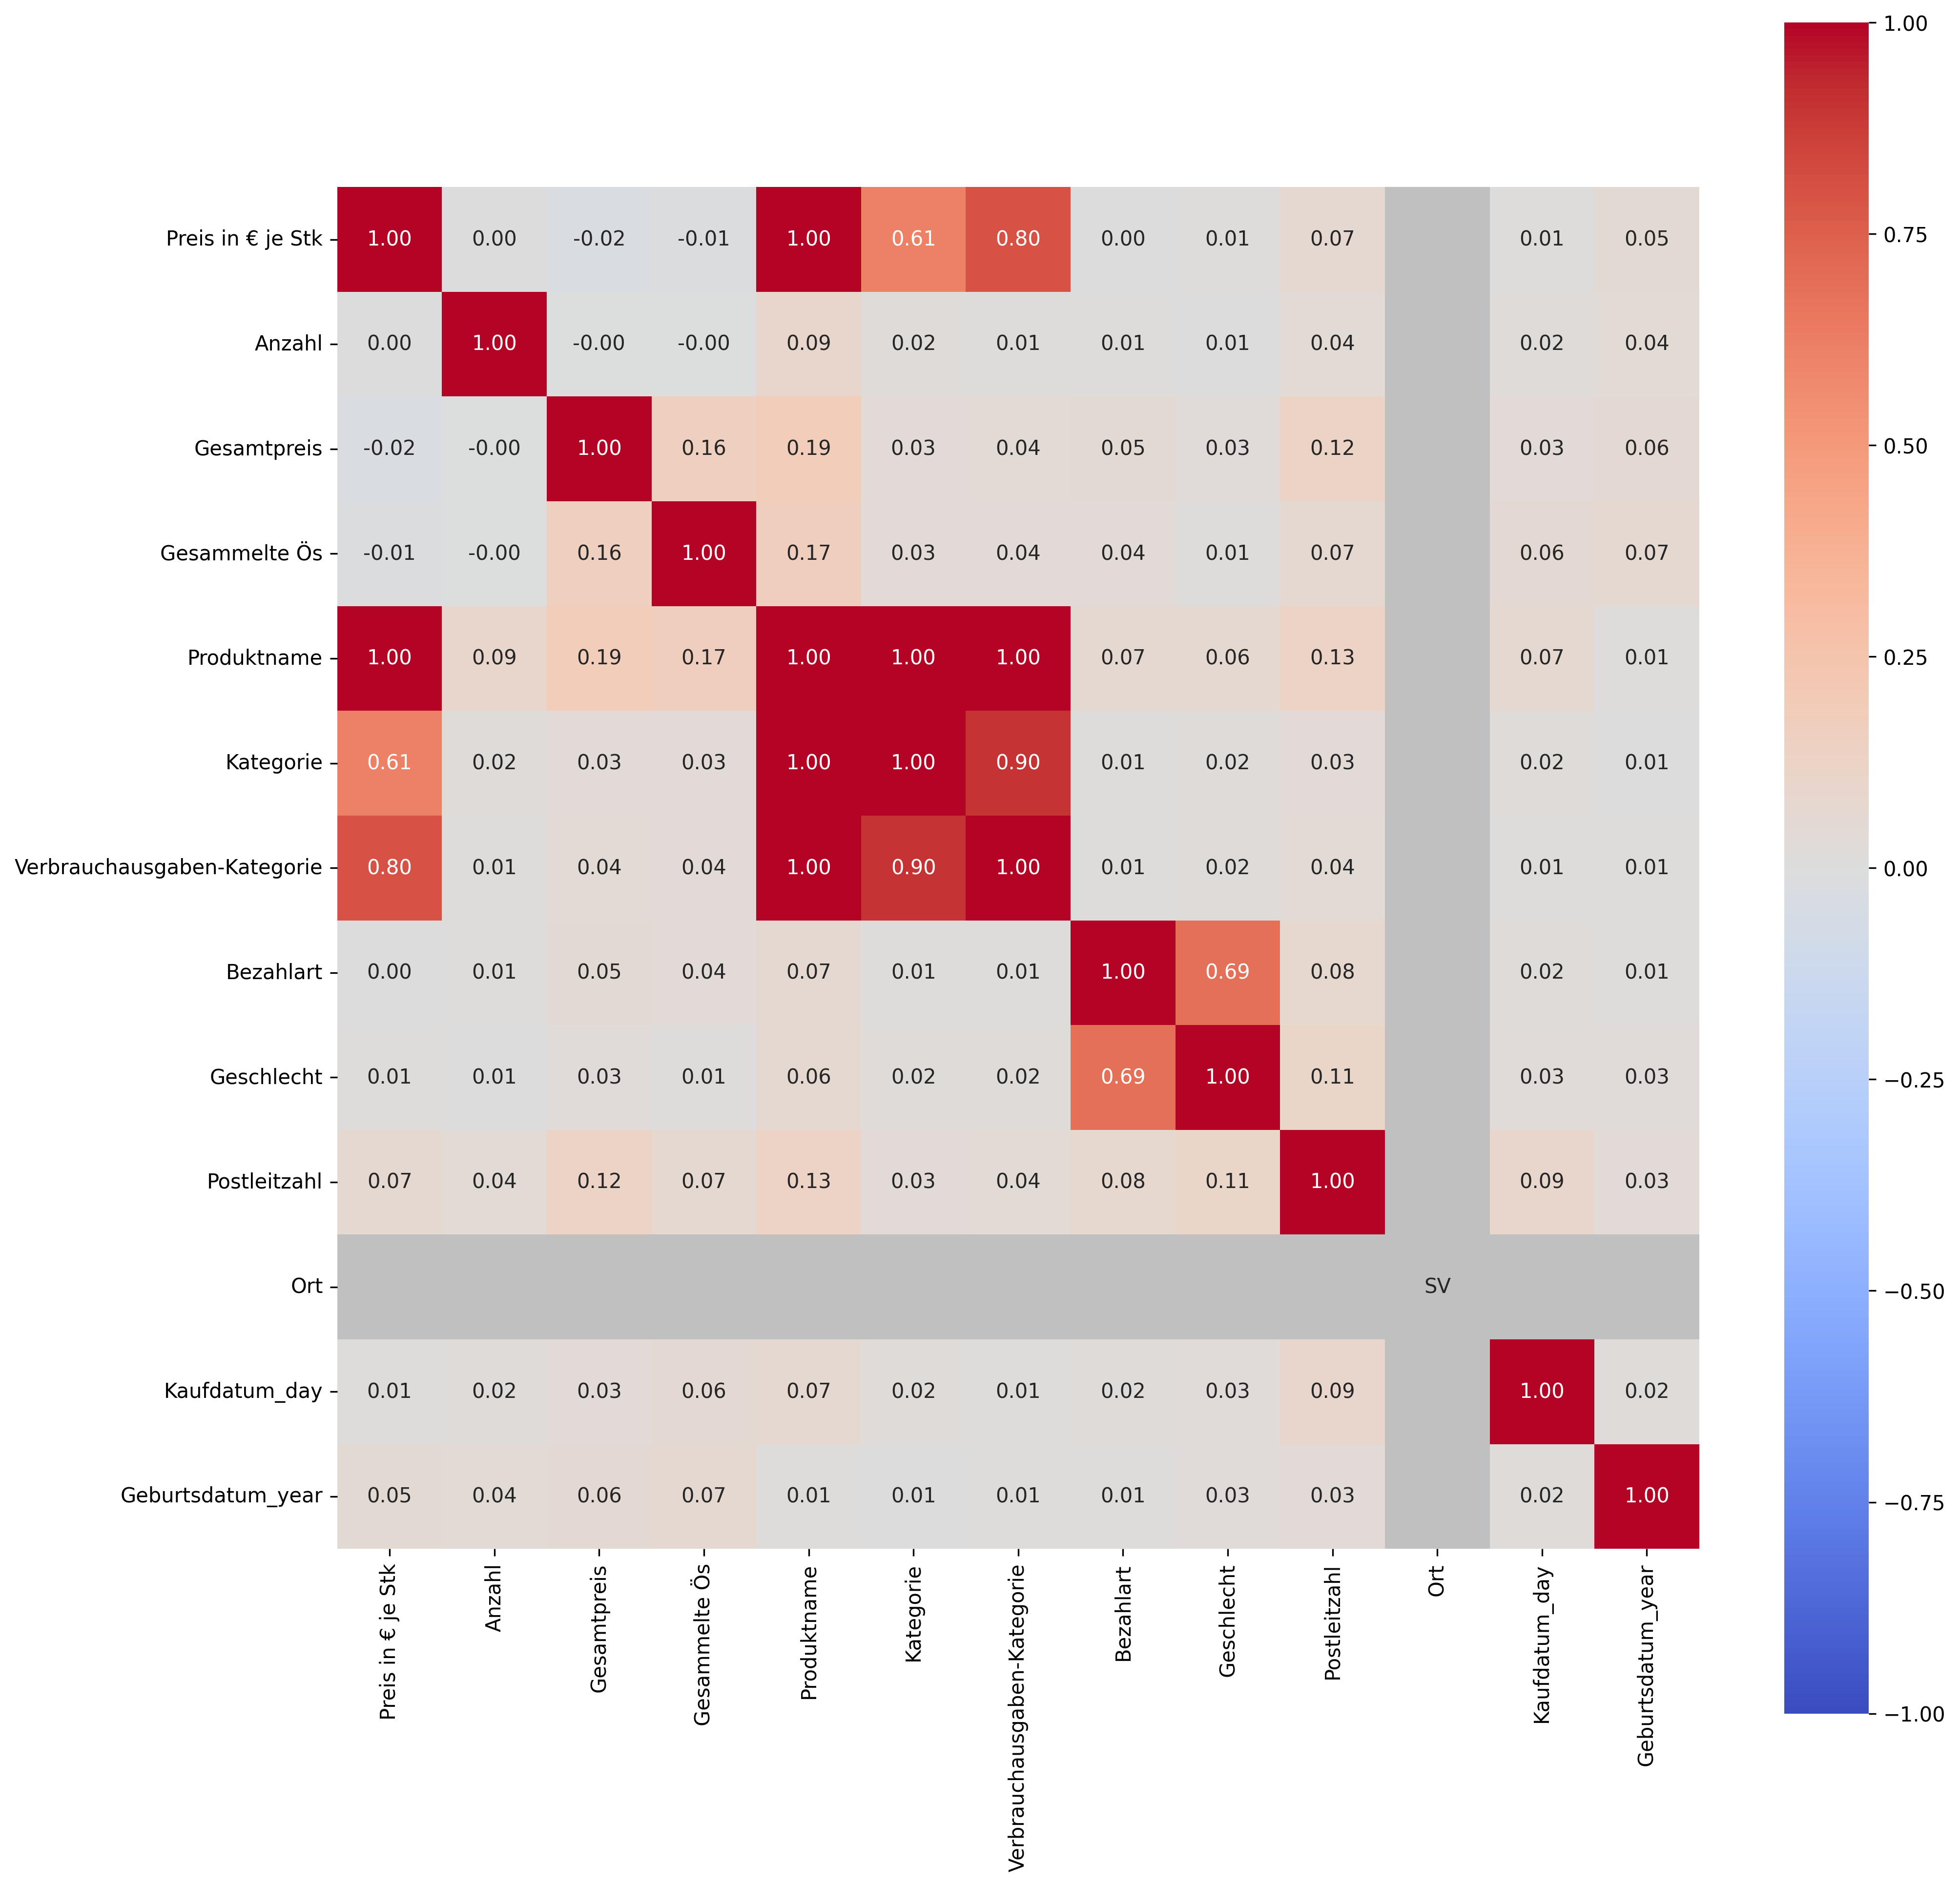 1.00
0.75
0.50
0.25
0.00
−0.25
−0.50
−0.75
−1.00
Preis in € je Stk 1.00 0.00 -0.02 -0.01 1.00 0.61 0.80 0.00 0.01 0.07 0.01 0.05
Anzahl 0.00 1.00 -0.00 -0.00 0.09 0.02 0.01 0.01 0.01 0.04 0.02 0.04
Gesamtpreis -0.02 -0.00 1.00 0.16 0.19 0.03 0.04 0.05 0.03 0.12 0.03 0.06
Gesammelte Ös -0.01 -0.00 0.16 1.00 0.17 0.03 0.04 0.04 0.01 0.07 0.06 0.07
Produktname 1.00 0.09 0.19 0.17 1.00 1.00 1.00 0.07 0.06 0.13 0.07 0.01
Kategorie 0.61 0.02 0.03 0.03 1.00 1.00 0.90 0.01 0.02 0.03 0.02 0.01
Verbrauchausgaben-Kategorie 0.80 0.01 0.04 0.04 1.00 0.90 1.00 0.01 0.02 0.04 0.01 0.01
Bezahlart 0.00 0.01 0.05 0.04 0.07 0.01 0.01 1.00 0.69 0.08 0.02 0.01
Geschlecht 0.01 0.01 0.03 0.01 0.06 0.02 0.02 0.69 1.00 0.11 0.03 0.03
Postleitzahl 0.07 0.04 0.12 0.07 0.13 0.03 0.04 0.08 0.11 1.00 0.09 0.03
Ort SV
Kaufdatum_day 0.01 0.02 0.03 0.06 0.07 0.02 0.01 0.02 0.03 0.09 1.00 0.02
Geburtsdatum_year 0.05 0.04 0.06 0.07 0.01 0.01 0.01 0.01 0.03 0.03 0.02 1.00
Preis in € je Stk
Anzahl
Gesamtpreis
Gesammelte Ös
Produktname
Kategorie
Verbrauchausgaben-Kategorie
Bezahlart
Geschlecht
Postleitzahl
Ort
Kaufdatum_day
Geburtsdatum_year